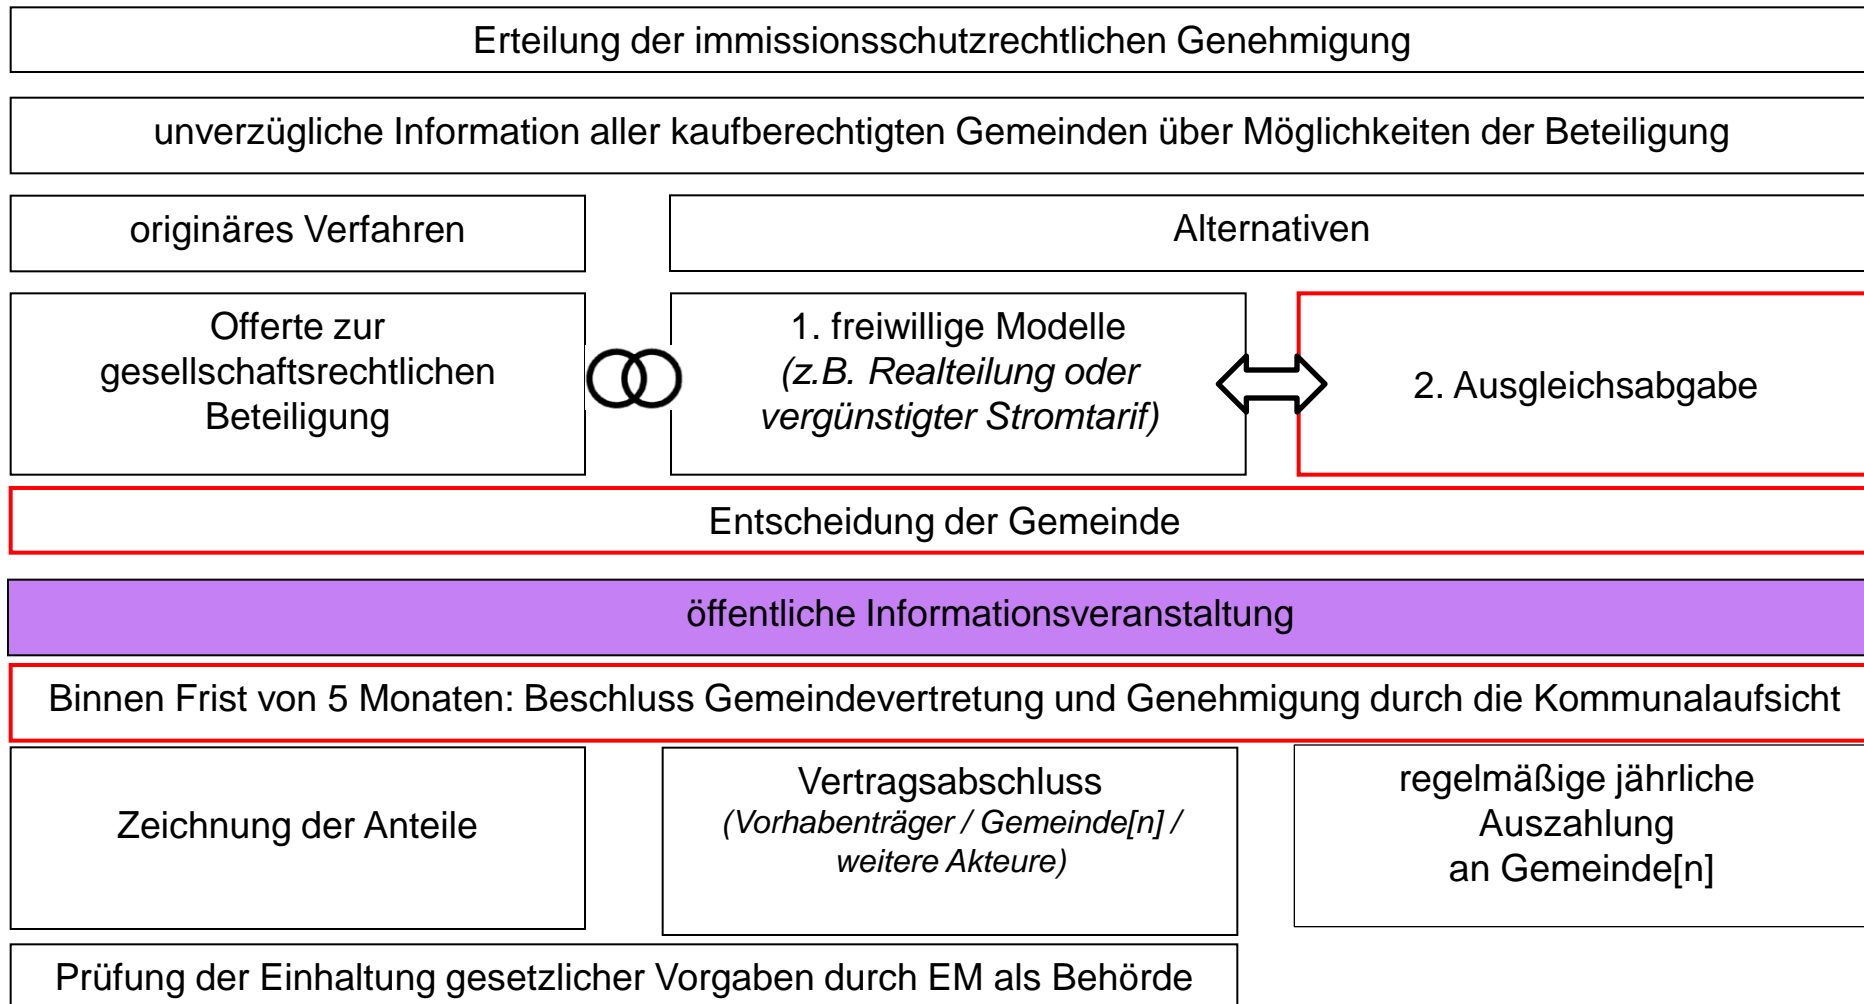 Erteilung der immissionsschutzrechtlichen Genehmigung
unverzügliche Information aller kaufberechtigten Gemeinden über Möglichkeiten der Beteiligung
originäres Verfahren
Alternativen
Offerte zur
gesellschaftsrechtlichen
Beteiligung
1. freiwillige Modelle
(z.B. Realteilung oder
vergünstigter Stromtarif)
2. Ausgleichsabgabe
Entscheidung der Gemeinde
öffentliche Informationsveranstaltung
Binnen Frist von 5 Monaten: Beschluss Gemeindevertretung und Genehmigung durch die Kommunalaufsicht
Zeichnung der Anteile
Vertragsabschluss
(Vorhabenträger / Gemeinde[n] /
weitere Akteure)
regelmäßige jährliche
Auszahlung
an Gemeinde[n]
Prüfung der Einhaltung gesetzlicher Vorgaben durch EM als Behörde